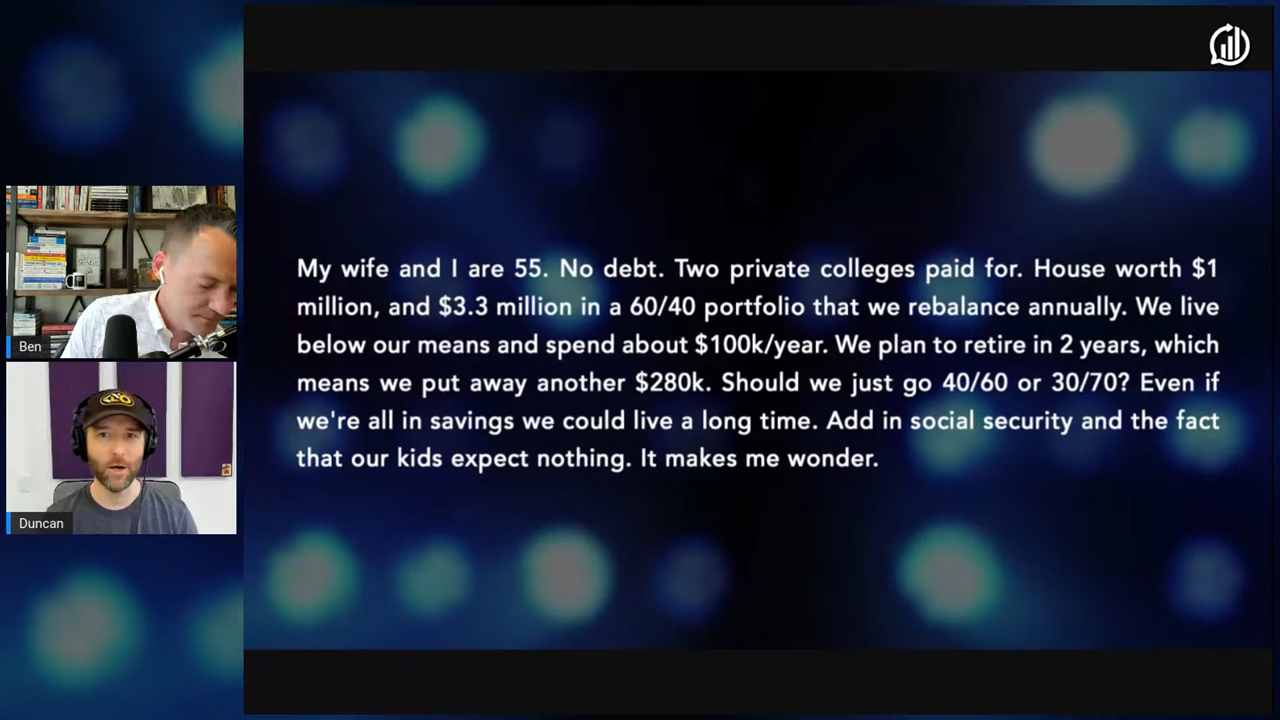 My wife and I are 55. No debt. Two private colleges paid for. House worth $1
million, and $3.3 million in a 60/40 portfolio that we rebalance annually. We live
below our means and spend about $100k/year. We plan to retire in 2 years, which
means we put away another $280k. Should we just go 40/60 or 30/70? Even if
we're all in savings we could live a long time. Add in social security and the fact
that our kids expect nothing. It makes me wonder.
Ben
Duncan